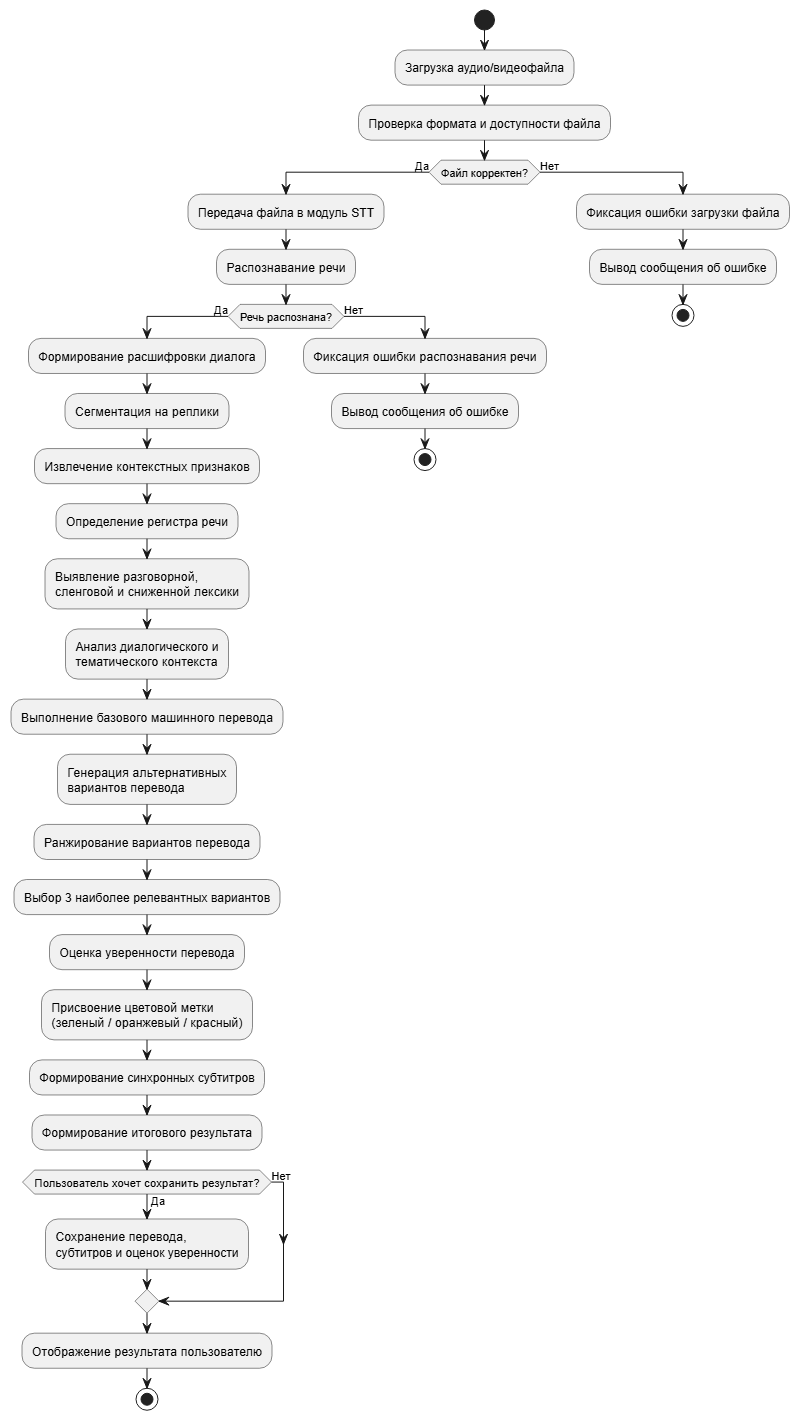 Загрузка аудио/видеофайла
Проверка формата и доступности файла
Файл корректен?
Да
Нет
Передача файла в модуль STT
Распознавание речи
Речь распознана?
Да
Нет
Формирование расшифровки диалога
Сегментация на реплики
Извлечение контекстных признаков
Определение регистра речи
Выявление разговорной,
сленговой и сниженной лексики
Анализ диалогического и
тематического контекста
Выполнение базового машинного перевода
Генерация альтернативных
вариантов перевода
Ранжирование вариантов перевода
Выбор 3 наиболее релевантных вариантов
Оценка уверенности перевода
Присвоение цветовой метки
(зеленый / оранжевый / красный)
Формирование синхронных субтитров
Формирование итогового результата
Пользователь хочет сохранить результат?
Нет
Да
Сохранение перевода,
субтитров и оценок уверенности
Отображение результата пользователю
Фиксация ошибки распознавания речи
Вывод сообщения об ошибке
Фиксация ошибки загрузки файла
Вывод сообщения об ошибке